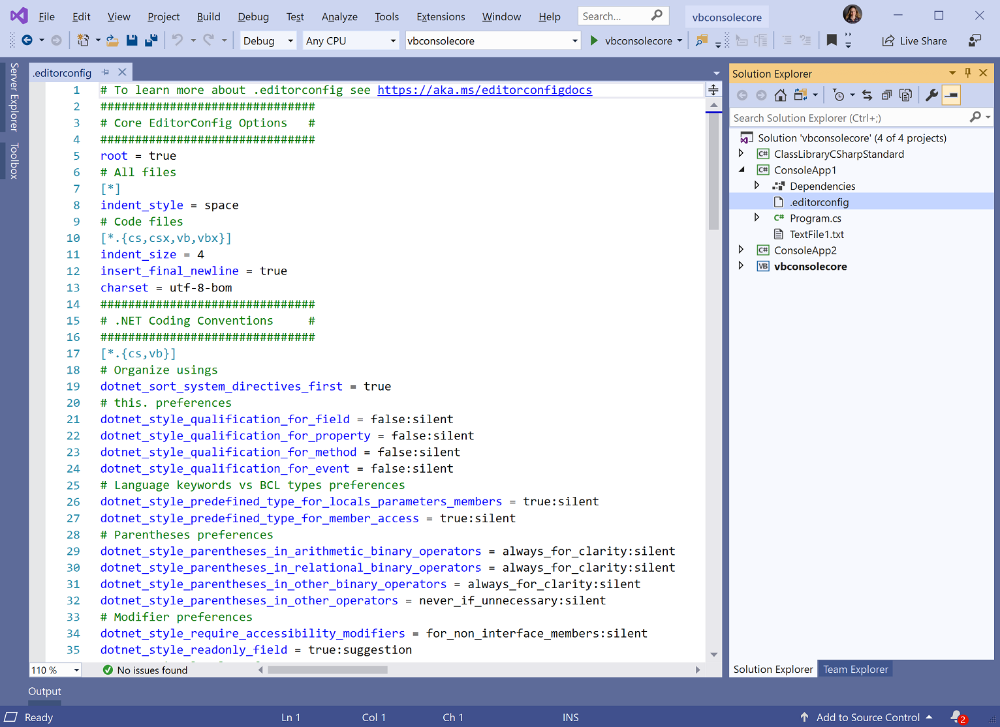 File Edit View Project Build Debug Test Analyze Tools Extensions Window Help Search... vbconsolecore
Debug Any CPU vbconsolecore vbconsolecore Live Share
Server Explorer
Toolbox
.editorconfig
1 # To learn more about .editorconfig see https://aka.ms/editorconfigdocs
2 ###############################
3 # Core EditorConfig Options   #
4 ###############################
5 root = true
6 # All files
7 [*]
8 indent_style = space
9 # Code files
10 [*.{cs,csx,vb,vbx}]
11 indent_size = 4
12 insert_final_newline = true
13 charset = utf-8-bom
14 ###############################
15 # .NET Coding Conventions     #
16 ###############################
17 [*.{cs,vb}]
18 # Organize usings
19 dotnet_sort_system_directives_first = true
20 # this. preferences
21 dotnet_style_qualification_for_field = false:silent
22 dotnet_style_qualification_for_property = false:silent
23 dotnet_style_qualification_for_method = false:silent
24 dotnet_style_qualification_for_event = false:silent
25 # Language keywords vs BCL types preferences
26 dotnet_style_predefined_type_for_locals_parameters_members = true:silent
27 dotnet_style_predefined_type_for_member_access = true:silent
28 # Parentheses preferences
29 dotnet_style_parentheses_in_arithmetic_binary_operators = always_for_clarity:silent
30 dotnet_style_parentheses_in_relational_binary_operators = always_for_clarity:silent
31 dotnet_style_parentheses_in_other_binary_operators = always_for_clarity:silent
32 dotnet_style_parentheses_in_other_operators = never_if_unnecessary:silent
33 # Modifier preferences
34 dotnet_style_require_accessibility_modifiers = for_non_interface_members:silent
35 dotnet_style_readonly_field = true:suggestion
110 % No issues found
Solution Explorer
Search Solution Explorer (Ctrl+;)
Solution 'vbconsolecore' (4 of 4 projects)
C# ClassLibraryCSharpStandard
C# ConsoleApp1
Dependencies
.editorconfig
C# Program.cs
TextFile1.txt
C# ConsoleApp2
VB vbconsolecore
Solution Explorer Team Explorer
Output
Ready Ln 1 Col 1 Ch 1 INS Add to Source Control 2